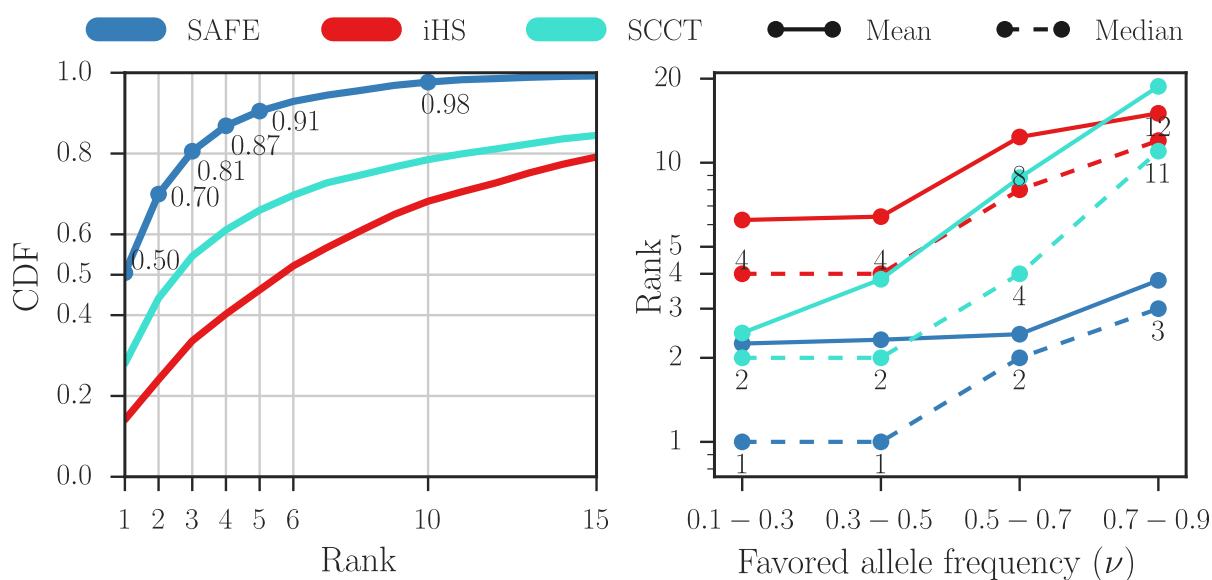 SAFE iHS SCCT Mean Median
CDF
1.0
0.8
0.6
0.5
0.4
0.2
0.0
0.50
0.70
0.81
0.87
0.91
0.98
1 2 3 4 5 6 10 15
Rank
Rank
20
10
5
4
3
2
1
4 4 8 12
2 2 4 11
1 1 2 3
0.1 − 0.3 0.3 − 0.5 0.5 − 0.7 0.7 − 0.9
Favored allele frequency (ν)